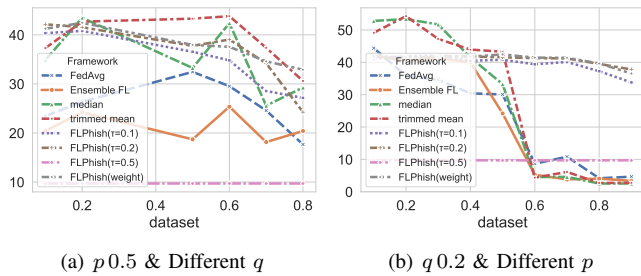 40
30
20
10
0.2
0.4
0.6
0.8
dataset
Framework
FedAvg
Ensemble FL
median
trimmed mean
FLPhish(τ=0.1)
FLPhish(τ=0.2)
FLPhish(τ=0.5)
FLPhish(weight)
(a) p 0.5 & Different q
50
40
30
20
10
0
0.2
0.4
0.6
0.8
dataset
Framework
FedAvg
Ensemble FL
median
trimmed mean
FLPhish(τ=0.1)
FLPhish(τ=0.2)
FLPhish(τ=0.5)
FLPhish(weight)
(b) q 0.2 & Different p